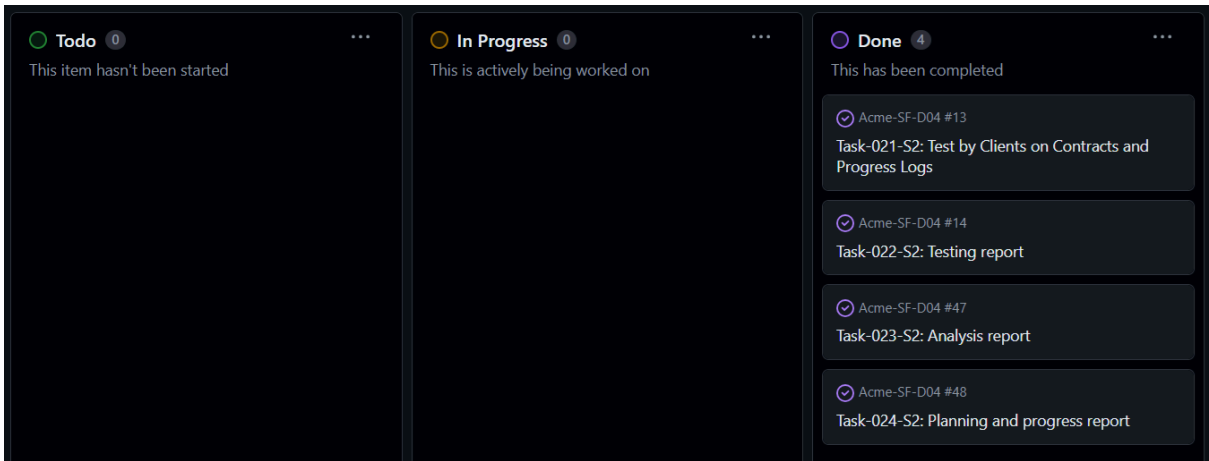 Todo 0
This item hasn't been started
In Progress 0
This is actively being worked on
Done 4
This has been completed
Acme-SF-D04 #13
Task-021-S2: Test by Clients on Contracts and
Progress Logs
Acme-SF-D04 #14
Task-022-S2: Testing report
Acme-SF-D04 #47
Task-023-S2: Analysis report
Acme-SF-D04 #48
Task-024-S2: Planning and progress report